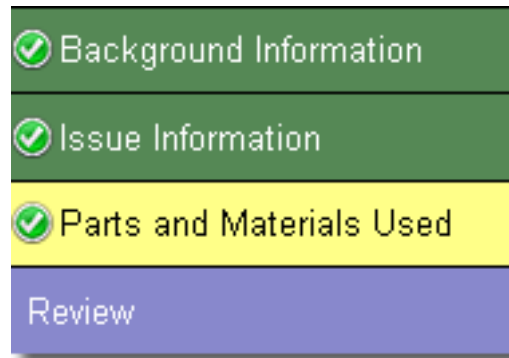 Background Information
Issue Information
Parts and Materials Used
Review